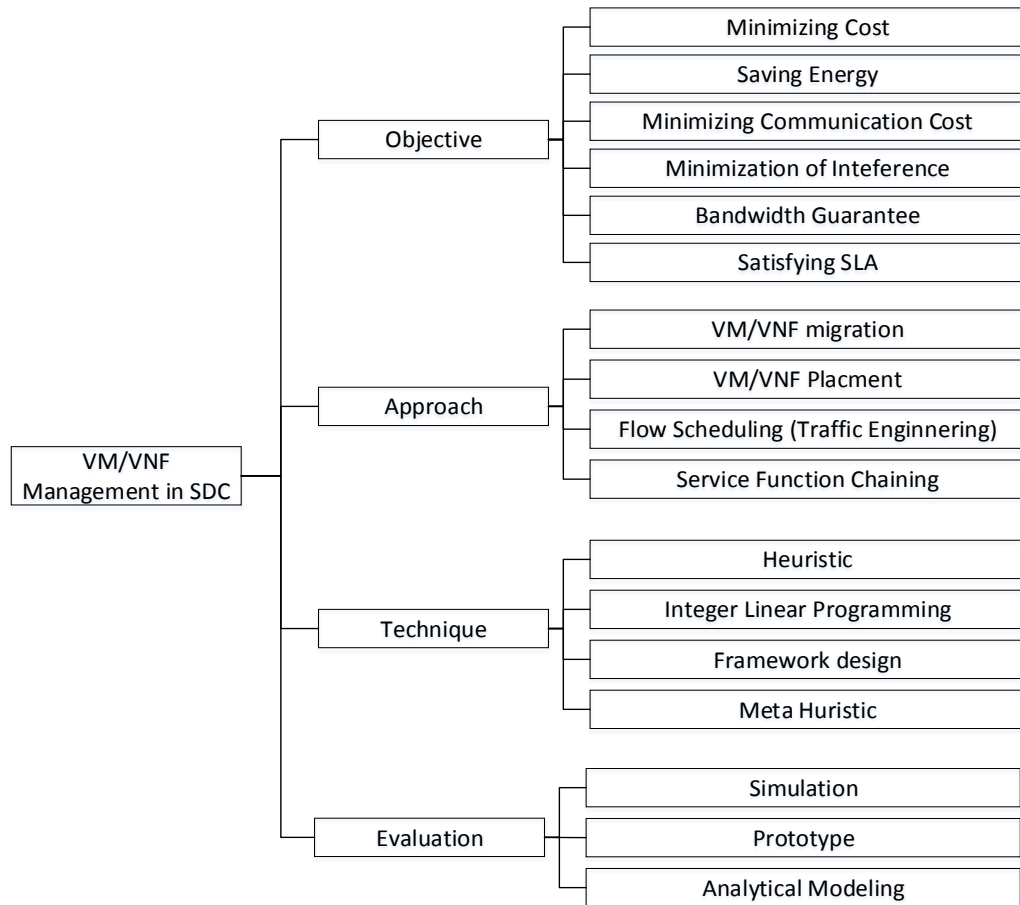 VM/VNF
Management in SDC
Objective
Minimizing Cost
Saving Energy
Minimizing Communication Cost
Minimization of Inteference
Bandwidth Guarantee
Satisfying SLA
Approach
VM/VNF migration
VM/VNF Placment
Flow Scheduling (Traffic Enginnering)
Service Function Chaining
Technique
Heuristic
Integer Linear Programming
Framework design
Meta Huristic
Evaluation
Simulation
Prototype
Analytical Modeling